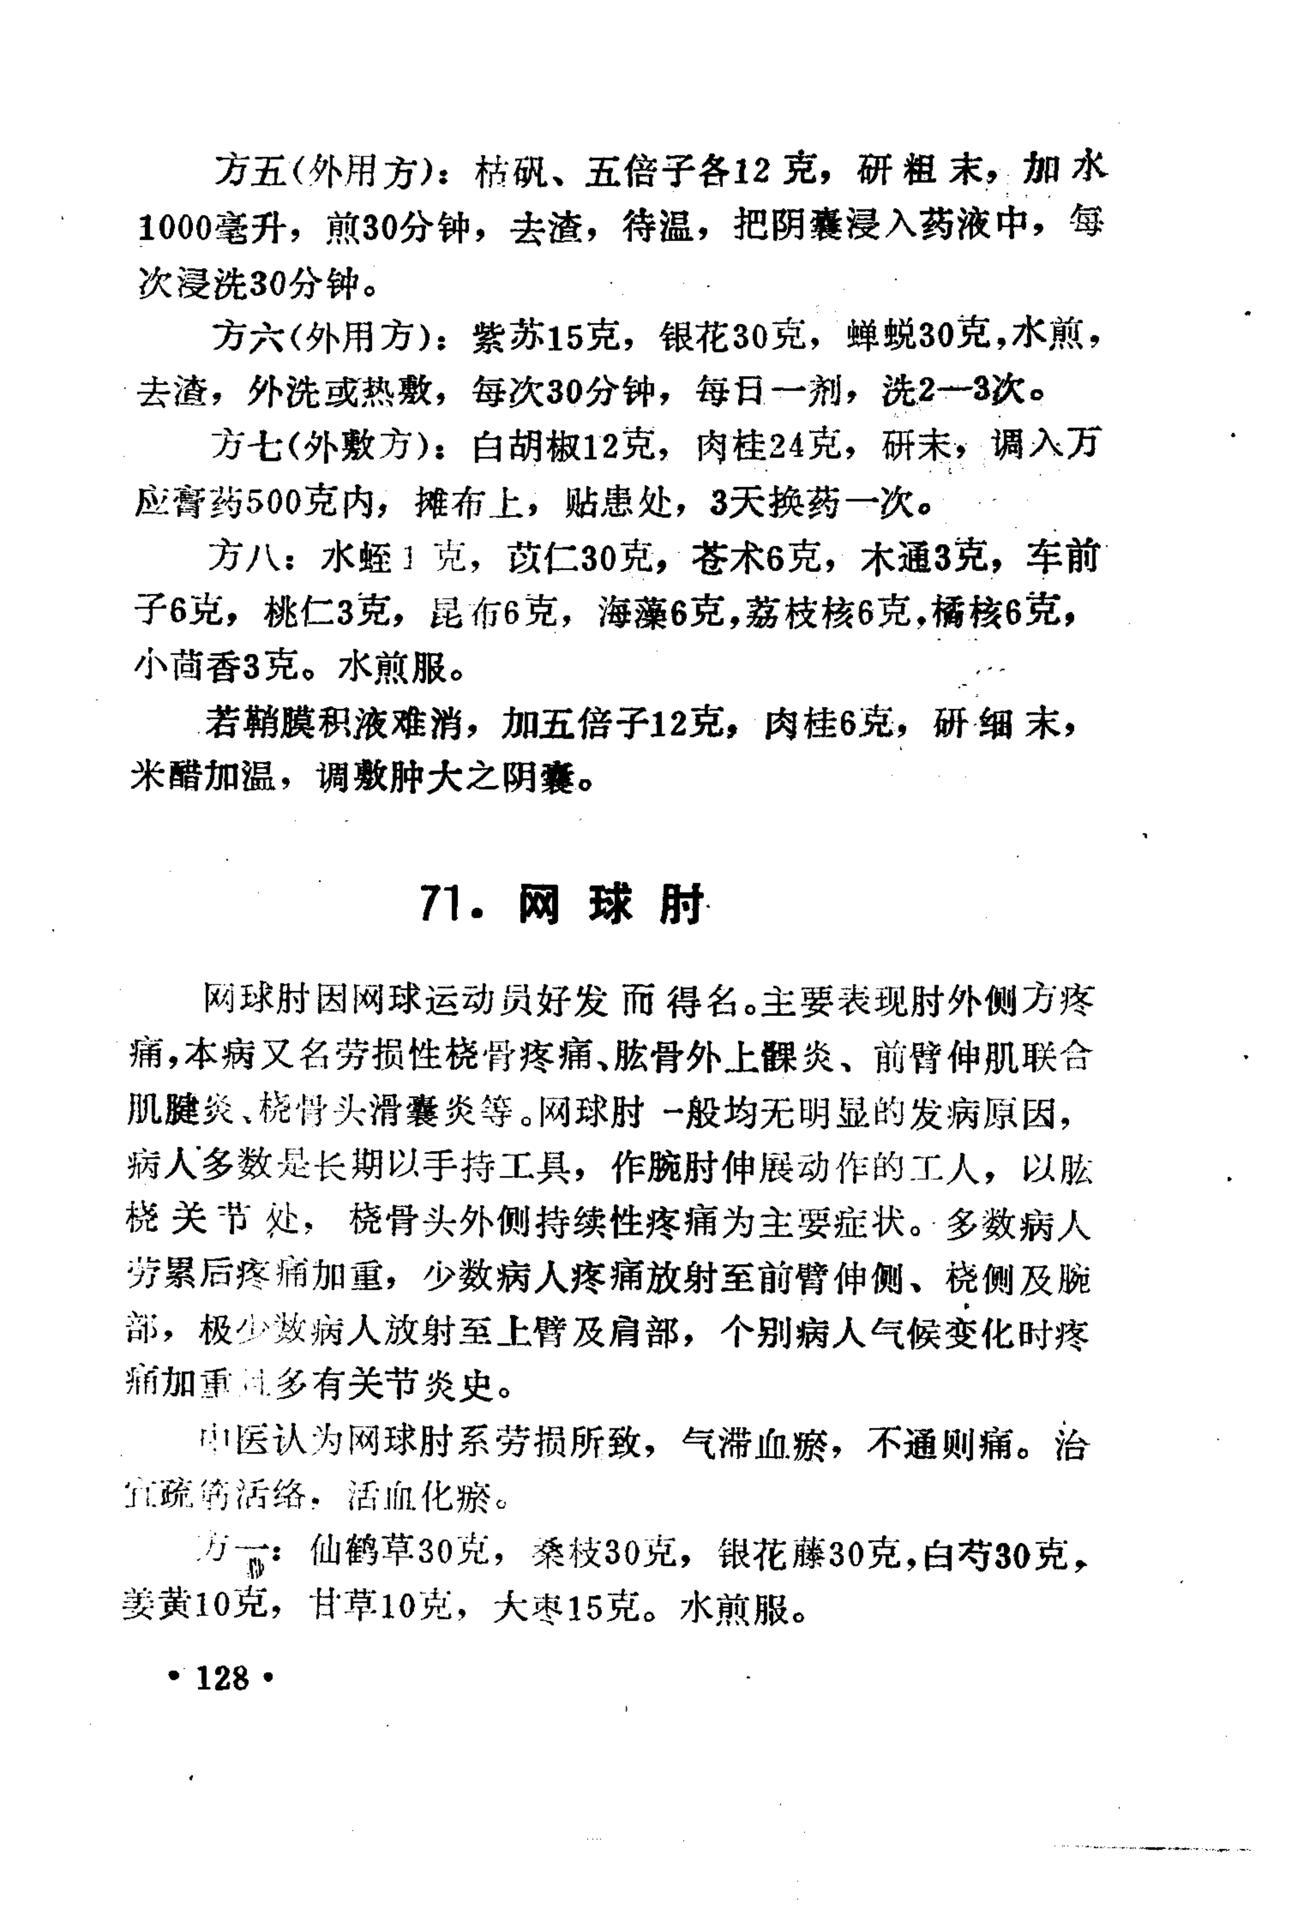 方五(外用方)：枯矾、五倍子各12克，研粗末，加水
1000毫升，煎30分钟，去渣，待温，把阴囊浸入药液中，每
次浸洗30分钟。
方六(外用方)：紫苏15克，银花30克，蝉蜕30克，水煎，
去渣，外洗或热敷，每次30分钟，每日一剂，洗2—3次。
方七(外敷方)：白胡椒12克，肉桂24克，研末，调入万
应膏药500克内，摊布上，贴患处，3天换药一次。
方八：水蛭1克，苡仁30克，苍术6克，木通3克，车前
子6克，桃仁3克，昆布6克，海藻6克，荔枝核6克，橘核6克，
小茴香3克。水煎服。
若鞘膜积液难消，加五倍子12克，肉桂6克，研细末，
米醋加温，调敷肿大之阴囊。
71．网球肘
网球肘因网球运动员好发而得名。主要表现肘外侧方疼
痛，本病又名劳损性桡骨疼痛、肱骨外上髁炎、前臂伸肌联合
肌腱炎、桡骨头滑囊炎等。网球肘一般均无明显的发病原因，
病人多数是长期以手持工具，作腕肘伸展动作的工人，以肱
桡关节处，桡骨头外侧持续性疼痛为主要症状。多数病人
劳累后疼痛加重，少数病人疼痛放射至前臂伸侧、桡侧及腕
部，极少数病人放射至上臂及肩部，个别病人气候变化时疼
痛加重且多有关节炎史。
中医认为网球肘系劳损所致，气滞血瘀，不通则痛。治
宜疏筋活络，活血化瘀。
方一：仙鹤草30克，桑枝30克，银花藤30克，白芍30克，
姜黄10克，甘草10克，大枣15克。水煎服。
·128·